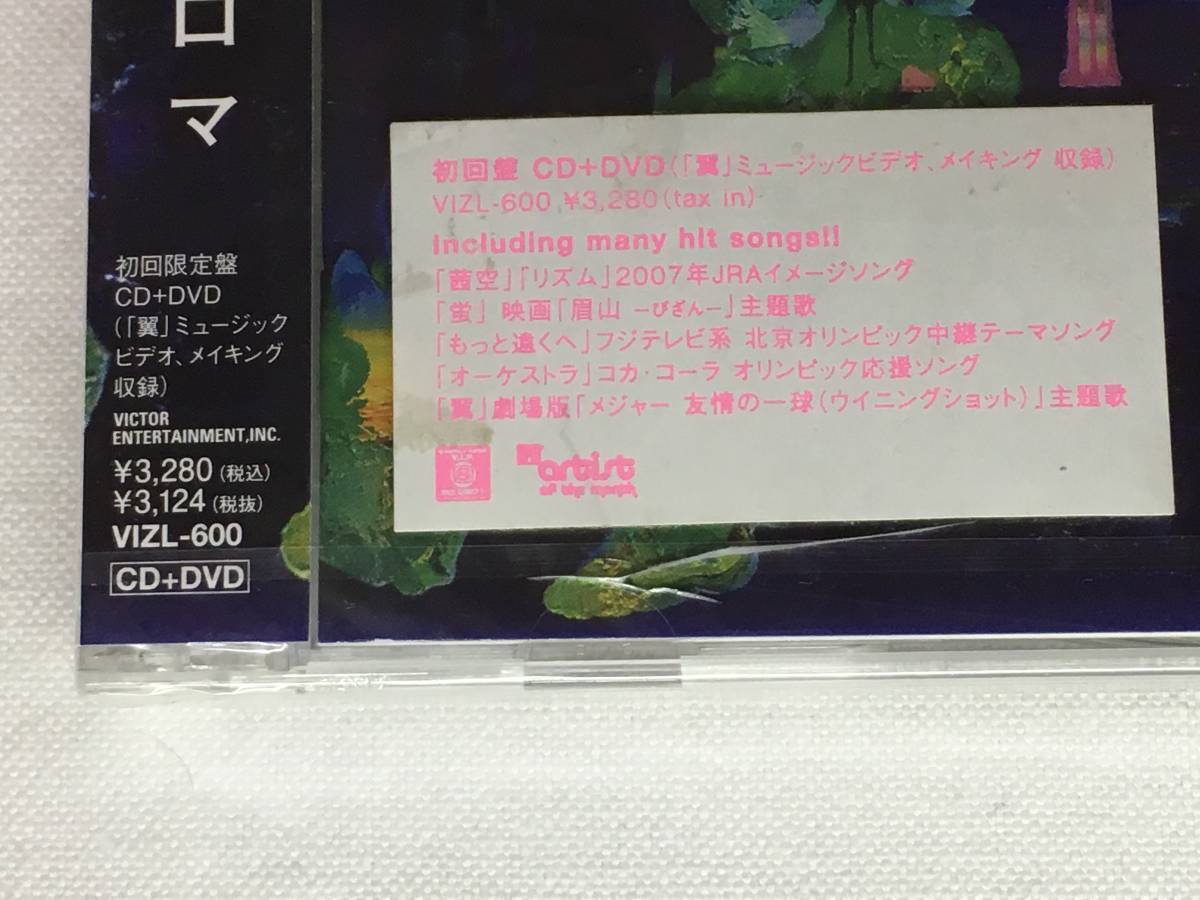 ロマ
初回限定盤
CD+DVD
(「翼」ミュージック
ビデオ、メイキング
収録)
VICTOR
ENTERTAINMENT,INC.
¥3,280(税込)
¥3,124(税抜)
VIZL-600
CD+DVD
初回盤 CD+DVD(「翼」ミュージックビデオ、メイキング 収録)
VIZL-600 ¥3,280(tax in)
including many hit songs!!
「茜空」「リズム」2007年JRAイメージソング
「蛍」 映画「眉山 ーびざんー」主題歌
「もっと遠くへ」フジテレビ系 北京オリンピック中継テーマソング
「オーケストラ」コカ・コーラ オリンピック応援ソング
「翼」劇場版「メジャー 友情の一球(ウイニングショット)」主題歌
artist
of the month